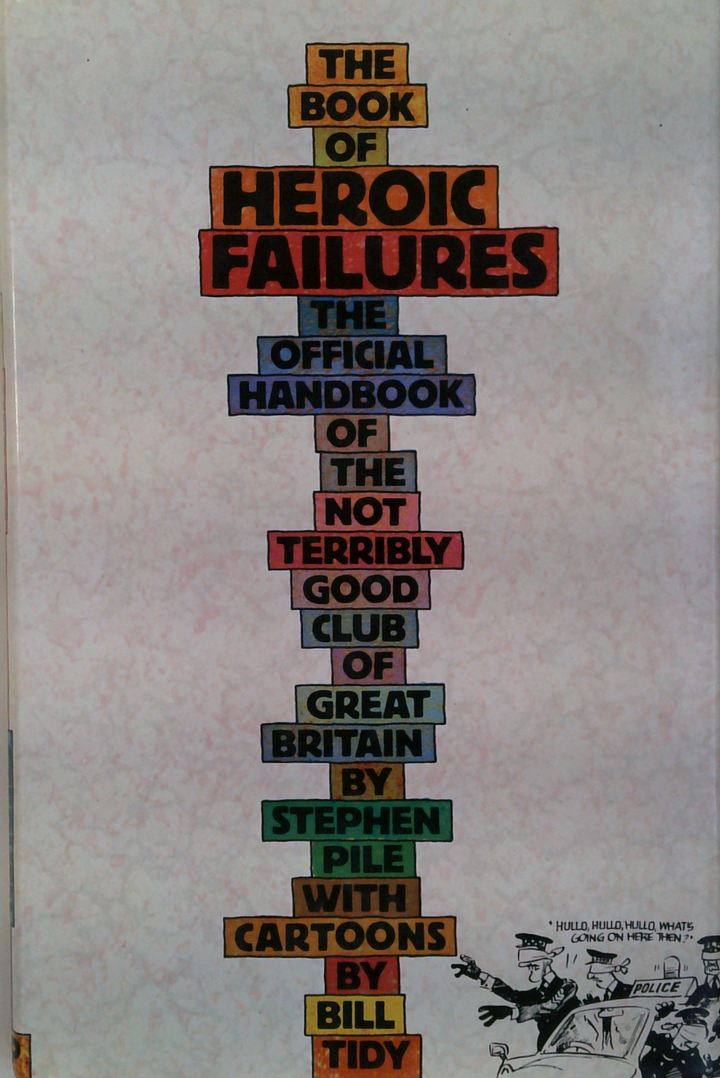 THE
BOOK
OF
HEROIC
FAILURES
THE
OFFICIAL
HANDBOOK
OF
THE
NOT
TERRIBLY
GOOD
CLUB
OF
GREAT
BRITAIN
BY
STEPHEN
PILE
WITH
CARTOONS
BY
BILL
TIDY
"HULLO, HULLO, HULLO, WHAT'S
GOING ON HERE THEN?"
POLICE